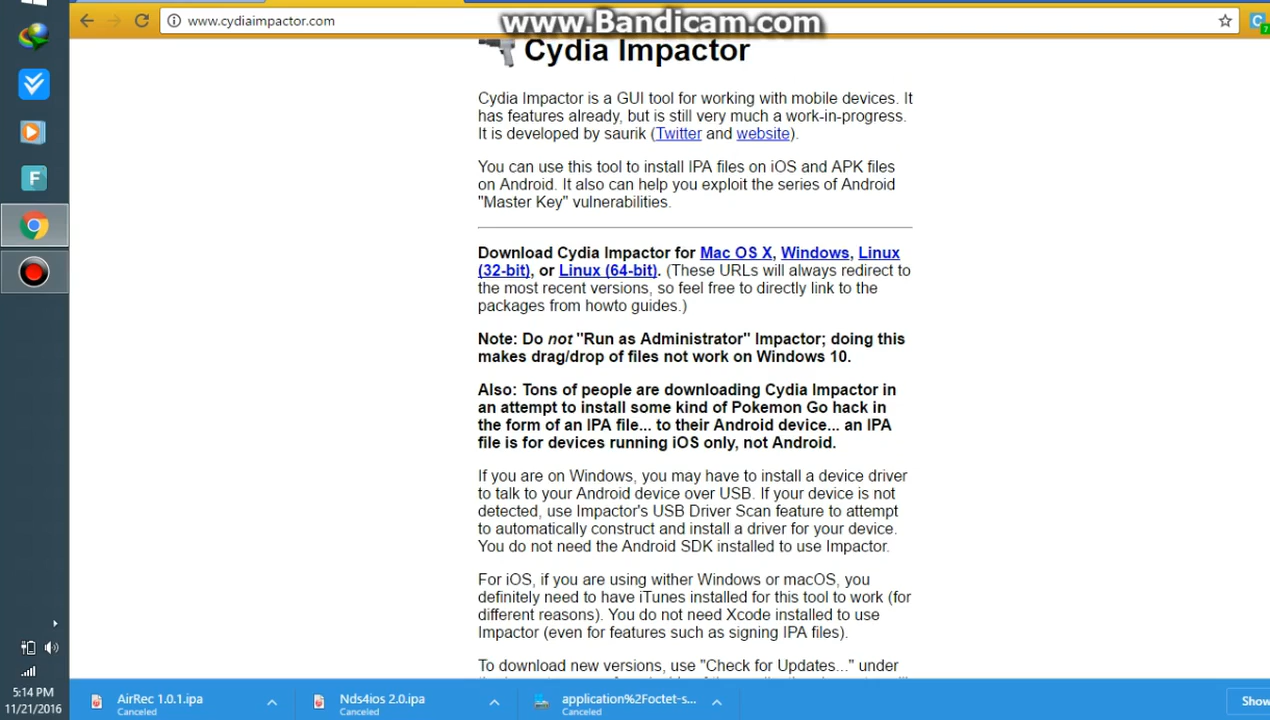 www.cydiaimpactor.com
www.Bandicam.com
Cydia Impactor
Cydia Impactor is a GUI tool for working with mobile devices. It
has features already, but is still very much a work-in-progress.
It is developed by saurik (Twitter and website).
You can use this tool to install IPA files on iOS and APK files
on Android. It also can help you exploit the series of Android
"Master Key" vulnerabilities.
Download Cydia Impactor for Mac OS X, Windows, Linux
(32-bit), or Linux (64-bit). (These URLs will always redirect to
the most recent versions, so feel free to directly link to the
packages from howto guides.)
Note: Do not "Run as Administrator" Impactor; doing this
makes drag/drop of files not work on Windows 10.
Also: Tons of people are downloading Cydia Impactor in
an attempt to install some kind of Pokemon Go hack in
the form of an IPA file... to their Android device... an IPA
file is for devices running iOS only, not Android.
If you are on Windows, you may have to install a device driver
to talk to your Android device over USB. If your device is not
detected, use Impactor's USB Driver Scan feature to attempt
to automatically construct and install a driver for your device.
You do not need the Android SDK installed to use Impactor.
For iOS, if you are using wither Windows or macOS, you
definitely need to have iTunes installed for this tool to work (for
different reasons). You do not need Xcode installed to use
Impactor (even for features such as signing IPA files).
To download new versions, use "Check for Updates..." under
F
5:14 PM
11/21/2016
AirRec 1.0.1.ipa
Canceled
Nds4ios 2.0.ipa
Canceled
application%2Foctet-s...
Canceled
Show